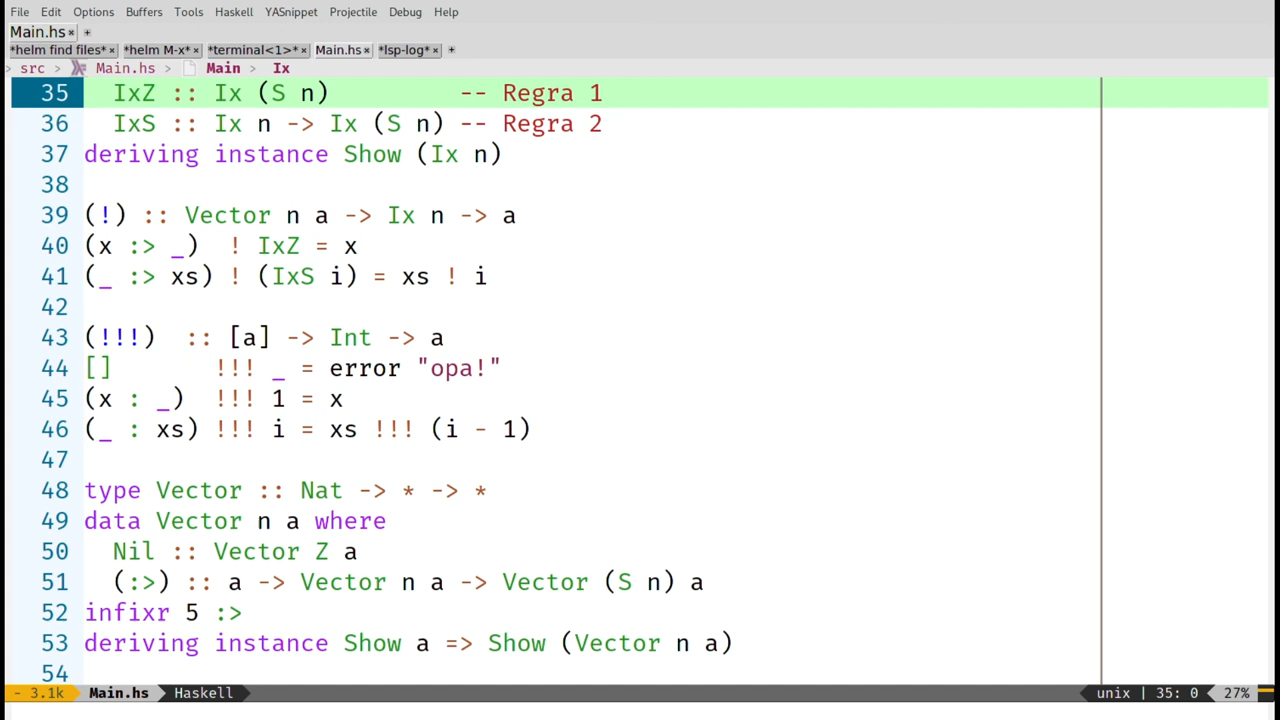 File Edit Options Buffers Tools Haskell YASnippet Projectile Debug Help
Main.hs × +
*helm find files* × *helm M-x* × *terminal<1>* × Main.hs × *lsp-log* × +
> src > Main.hs > Main > Ix
35 IxZ :: Ix (S n) -- Regra 1
36 IxS :: Ix n -> Ix (S n) -- Regra 2
37 deriving instance Show (Ix n)
38
39 (!) :: Vector n a -> Ix n -> a
40 (x :> _) ! IxZ = x
41 (_ :> xs) ! (IxS i) = xs ! i
42
43 (!!!) :: [a] -> Int -> a
44 [] !!! _ = error "opa!"
45 (x : _) !!! 1 = x
46 (_ : xs) !!! i = xs !!! (i - 1)
47
48 type Vector :: Nat -> * -> *
49 data Vector n a where
50 Nil :: Vector Z a
51 (:>) :: a -> Vector n a -> Vector (S n) a
52 infixr 5 :>
53 deriving instance Show a => Show (Vector n a)
54
- 3.1k Main.hs Haskell unix | 35: 0 27%